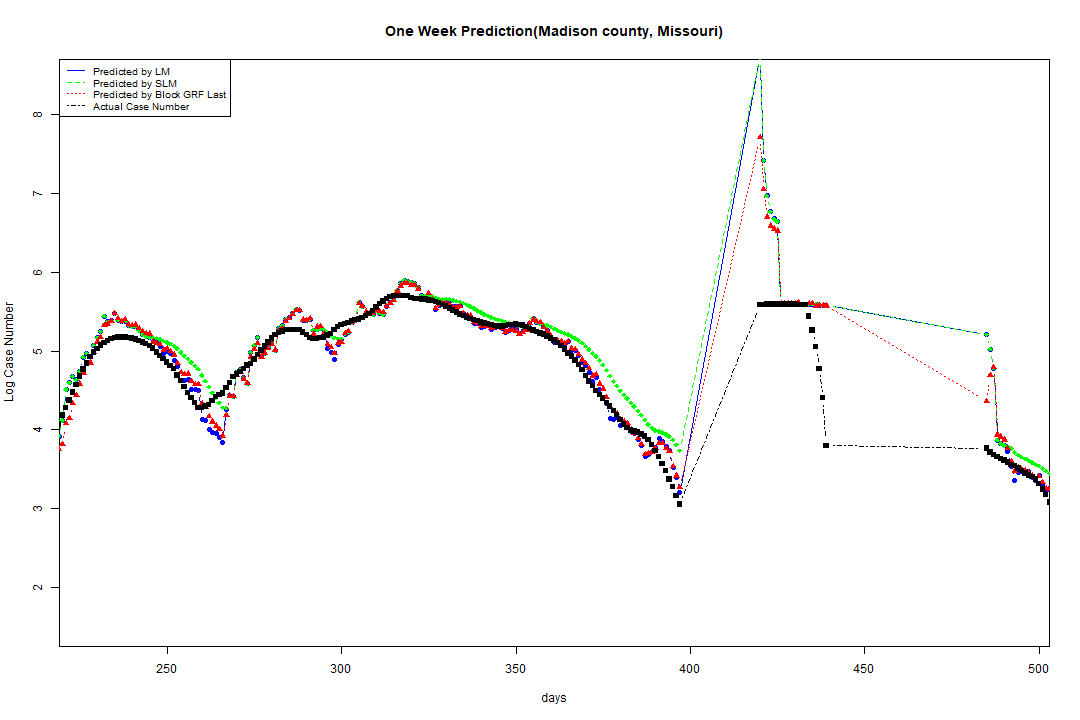 One Week Prediction(Madison county, Missouri)
Predicted by LM
Predicted by SLM
Predicted by Block GRF Last
Actual Case Number
8
7
6
5
4
3
2
Log Case Number
250
300
350
400
450
500
days